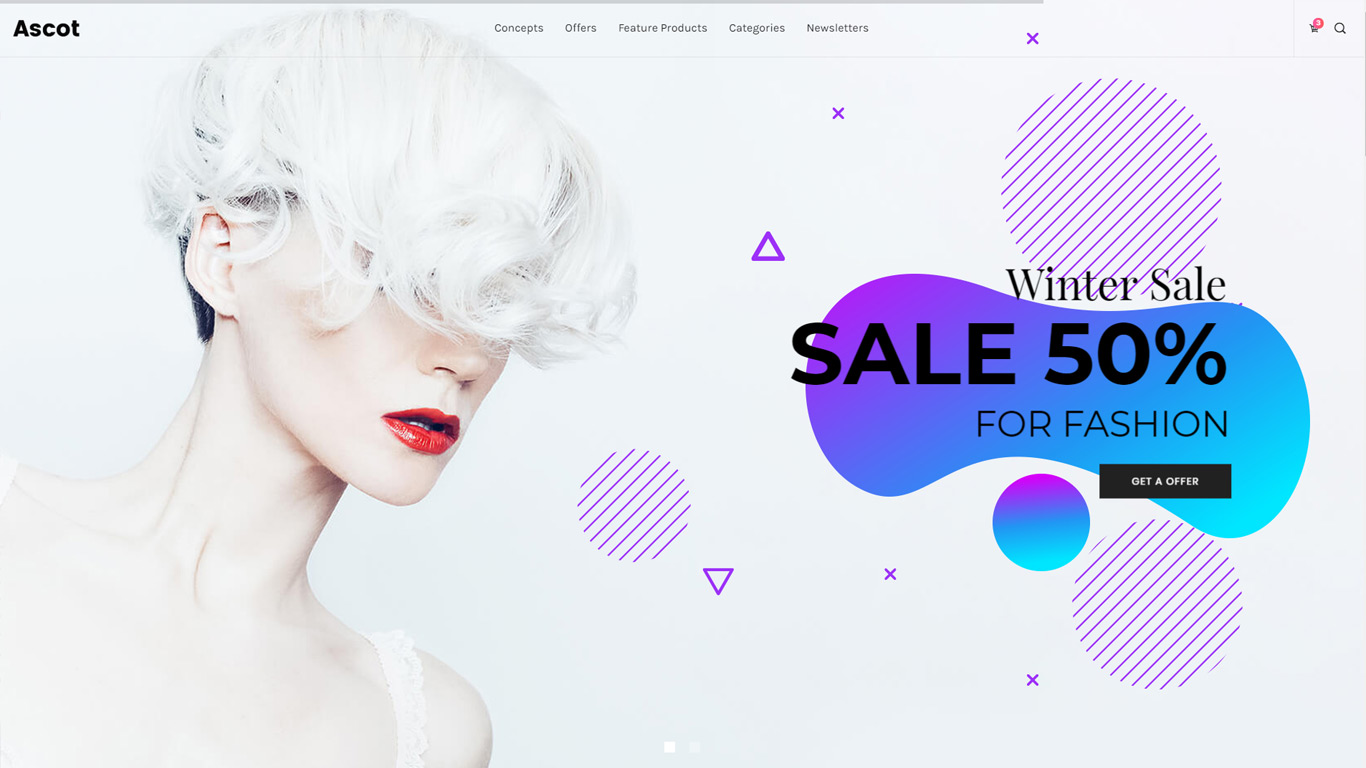 Ascot
Concepts Offers Feature Products Categories Newsletters
3
Winter Sale
SALE 50%
FOR FASHION
GET A OFFER